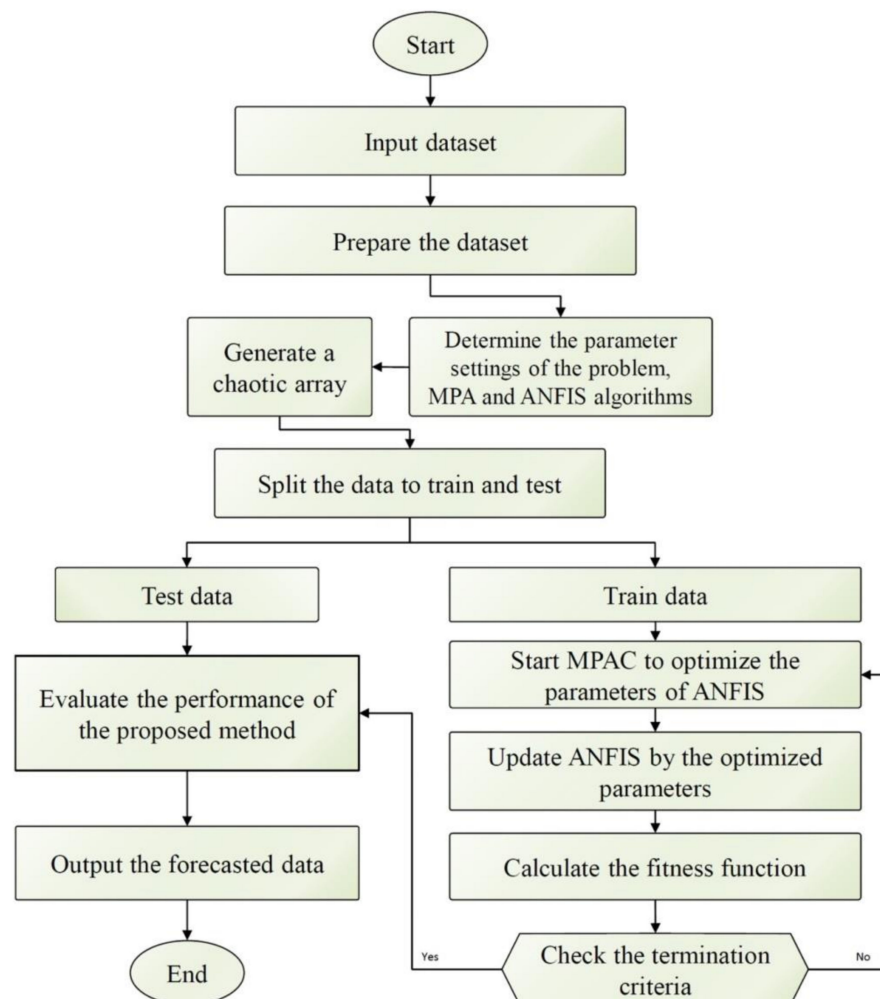 Start
Input dataset
Prepare the dataset
Generate a
chaotic array
Determine the parameter
settings of the problem,
MPA and ANFIS algorithms
Split the data to train and test
Test data
Train data
Evaluate the performance of
the proposed method
Start MPAC to optimize the
parameters of ANFIS
Update ANFIS by the optimized
parameters
Output the forecasted data
Calculate the fitness function
End
Yes
Check the termination
criteria
No